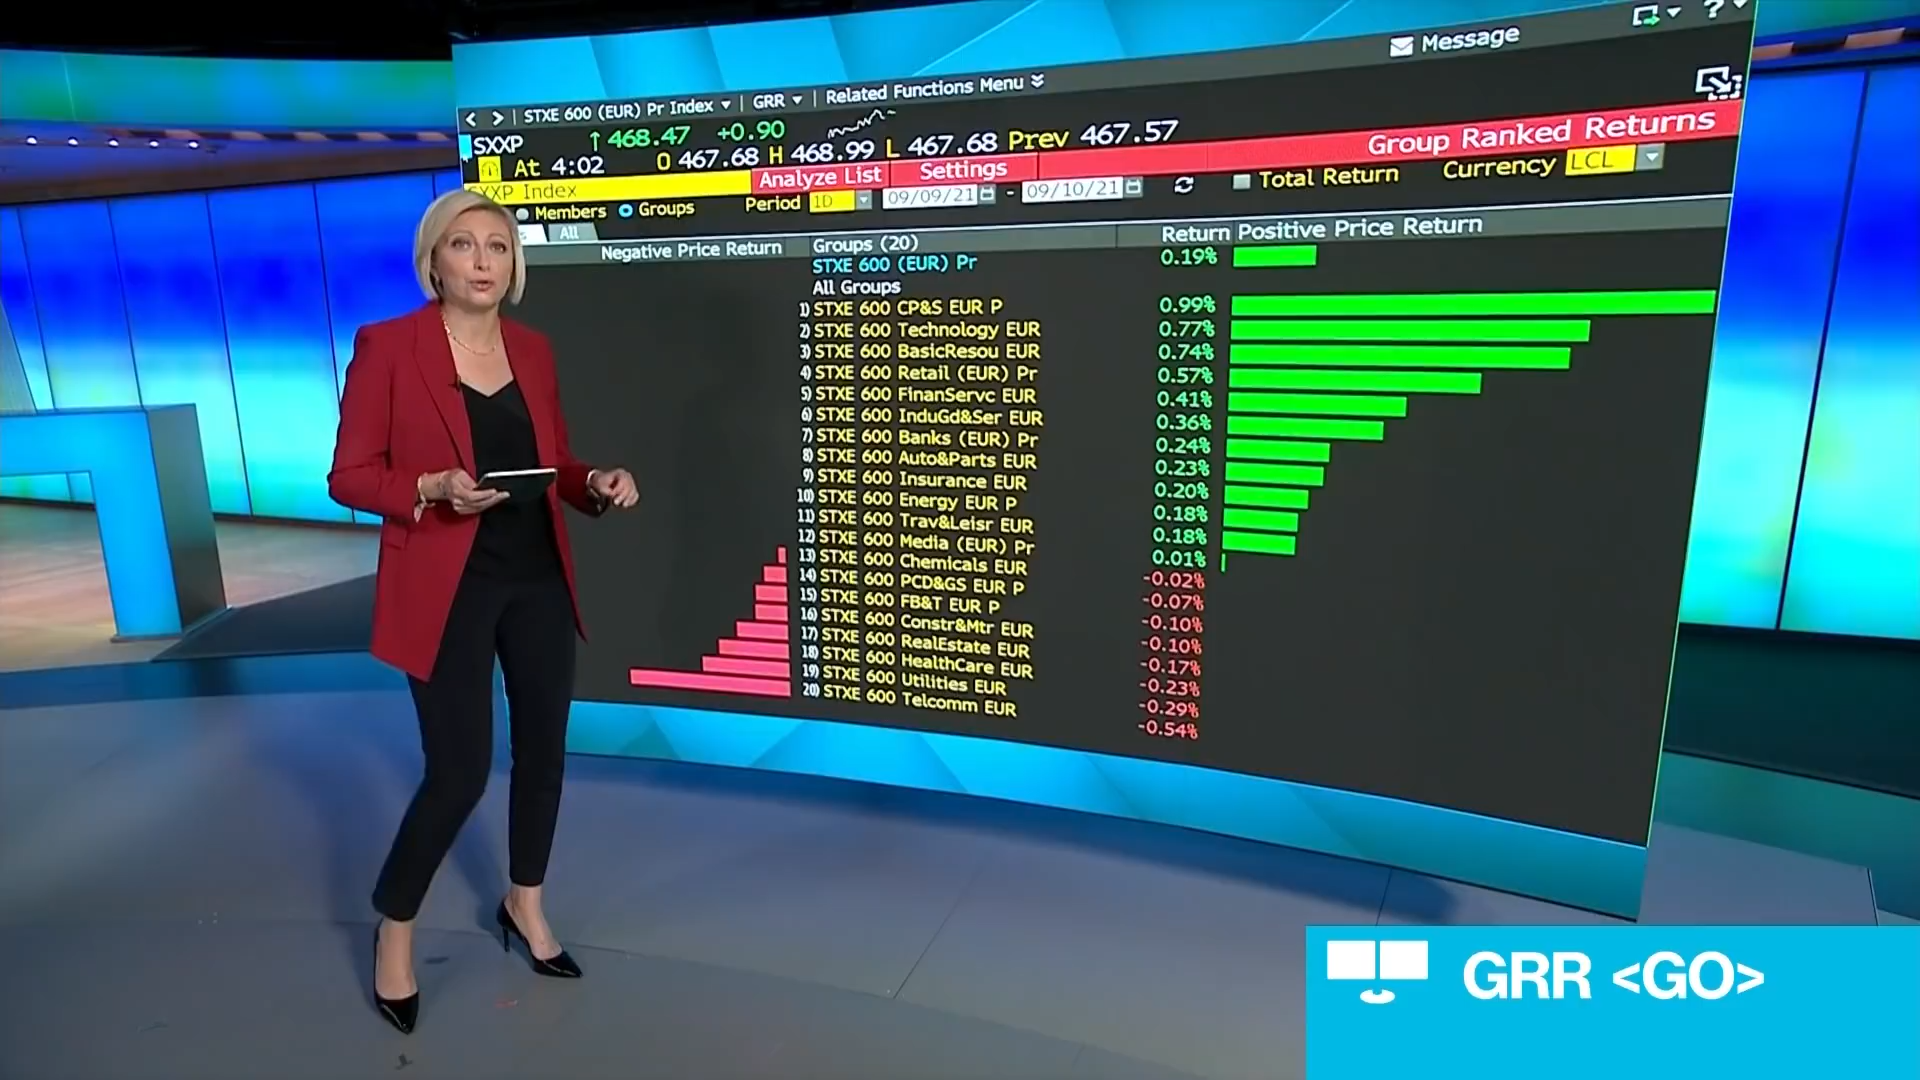 Message
?
< > | STXE 600 (EUR) Pr Index | GRR | Related Functions Menu
SXXP ↑ 468.47 +0.90
At 4:02 O 467.68 H 468.99 L 467.68 Prev 467.57
SXXP Index Analyze List Settings Group Ranked Returns
Members Groups Period 1D 09/09/21 - 09/10/21 Total Return Currency LCL
All
Negative Price Return Groups (20) Return Positive Price Return
STXE 600 (EUR) Pr 0.19%
All Groups
1) STXE 600 CP&S EUR P 0.99%
2) STXE 600 Technology EUR 0.77%
3) STXE 600 BasicResou EUR 0.74%
4) STXE 600 Retail (EUR) Pr 0.57%
5) STXE 600 FinanServc EUR 0.41%
6) STXE 600 InduGd&Ser EUR 0.36%
7) STXE 600 Banks (EUR) Pr 0.24%
8) STXE 600 Auto&Parts EUR 0.23%
9) STXE 600 Insurance EUR 0.20%
10) STXE 600 Energy EUR P 0.18%
11) STXE 600 Trav&Leisr EUR 0.18%
12) STXE 600 Media (EUR) Pr 0.01%
13) STXE 600 Chemicals EUR -0.02%
14) STXE 600 PCD&GS EUR P -0.07%
15) STXE 600 FB&T EUR P -0.10%
16) STXE 600 Constr&Mtr EUR -0.10%
17) STXE 600 RealEstate EUR -0.17%
18) STXE 600 HealthCare EUR -0.23%
19) STXE 600 Utilities EUR -0.29%
20) STXE 600 Telcomm EUR -0.54%
GRR <GO>